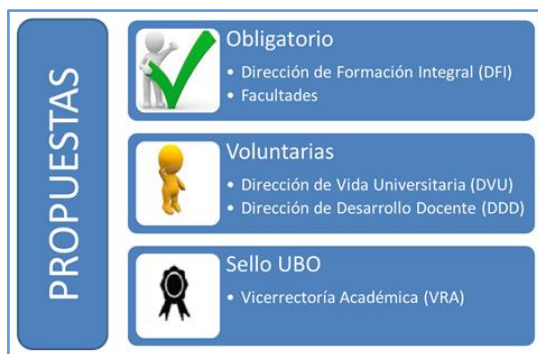 PROPUESTAS
Obligatorio
• Dirección de Formación Integral (DFI)
• Facultades
Voluntarias
• Dirección de Vida Universitaria (DVU)
• Dirección de Desarrollo Docente (DDD)
Sello UBO
• Vicerrectoría Académica (VRA)